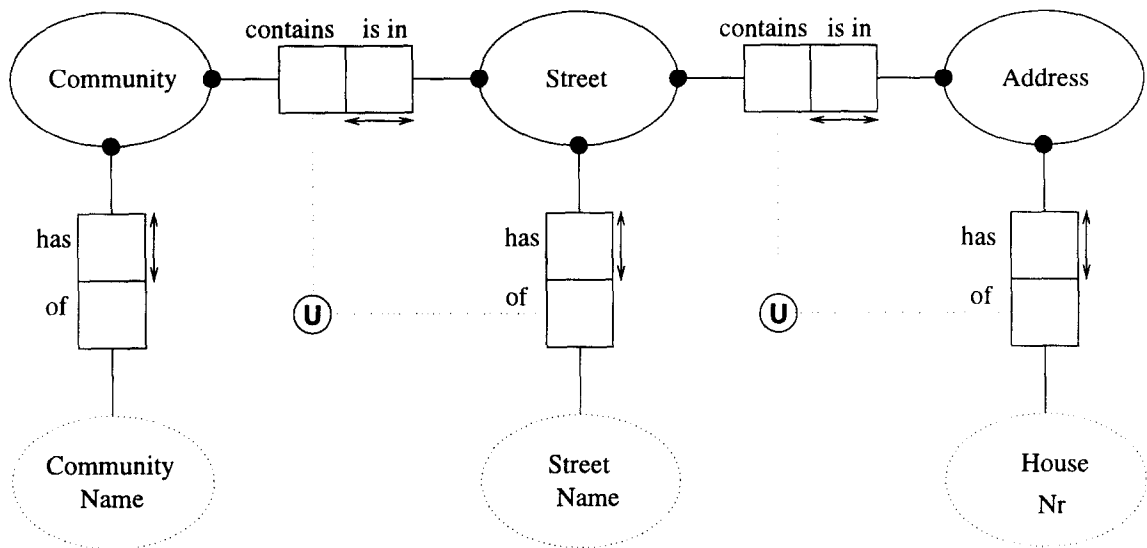 contains is in
contains is in
Community
Street
Address
has
has
has
of
of
of
U
U
Community
Name
Street
Name
House
Nr